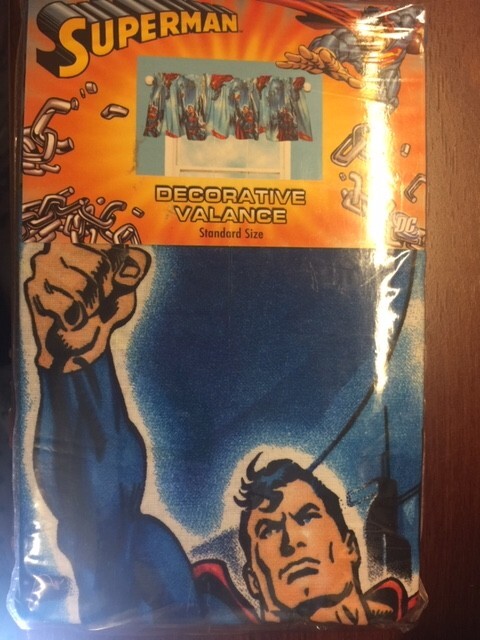 SUPERMAN
DECORATIVE
VALANCE
Standard Size
DC